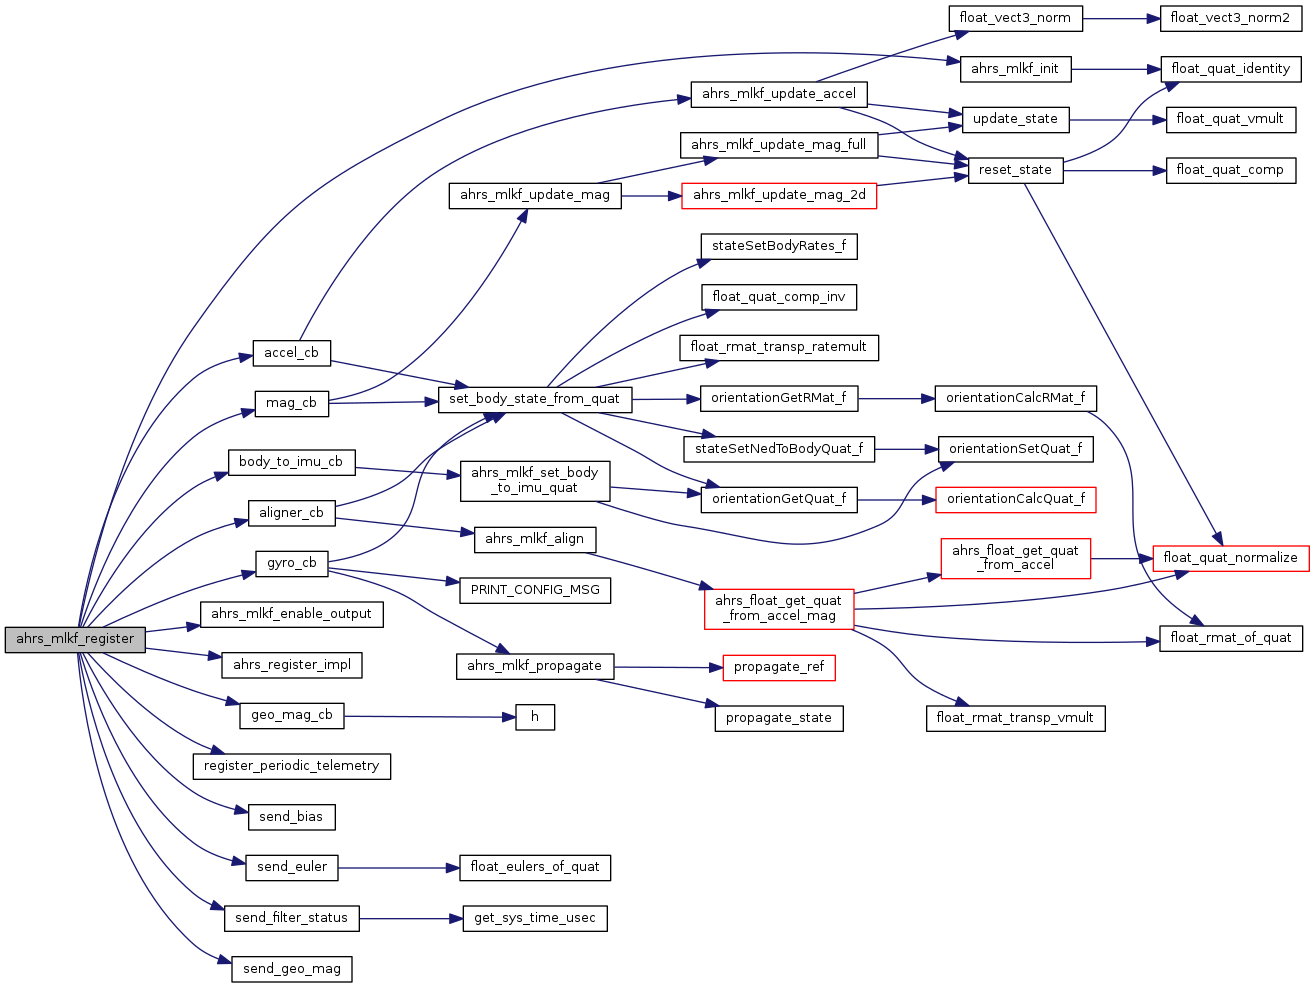 float_vect3_norm
float_vect3_norm2
ahrs_mlkf_init
float_quat_identity
ahrs_mlkf_update_accel
update_state
float_quat_vmult
ahrs_mlkf_update_mag_full
reset_state
float_quat_comp
ahrs_mlkf_update_mag
ahrs_mlkf_update_mag_2d
stateSetBodyRates_f
float_quat_comp_inv
float_rmat_transp_ratemult
accel_cb
mag_cb
set_body_state_from_quat
orientationGetRMat_f
orientationCalcRMat_f
stateSetNedToBodyQuat_f
orientationSetQuat_f
body_to_imu_cb
ahrs_mlkf_set_body
_to_imu_quat
orientationGetQuat_f
orientationCalcQuat_f
aligner_cb
ahrs_mlkf_align
gyro_cb
ahrs_float_get_quat
_from_accel
float_quat_normalize
PRINT_CONFIG_MSG
ahrs_float_get_quat
_from_accel_mag
ahrs_mlkf_enable_output
ahrs_mlkf_register
float_rmat_of_quat
ahrs_register_impl
ahrs_mlkf_propagate
propagate_ref
geo_mag_cb
h
propagate_state
float_rmat_transp_vmult
register_periodic_telemetry
send_bias
send_euler
float_eulers_of_quat
send_filter_status
get_sys_time_usec
send_geo_mag